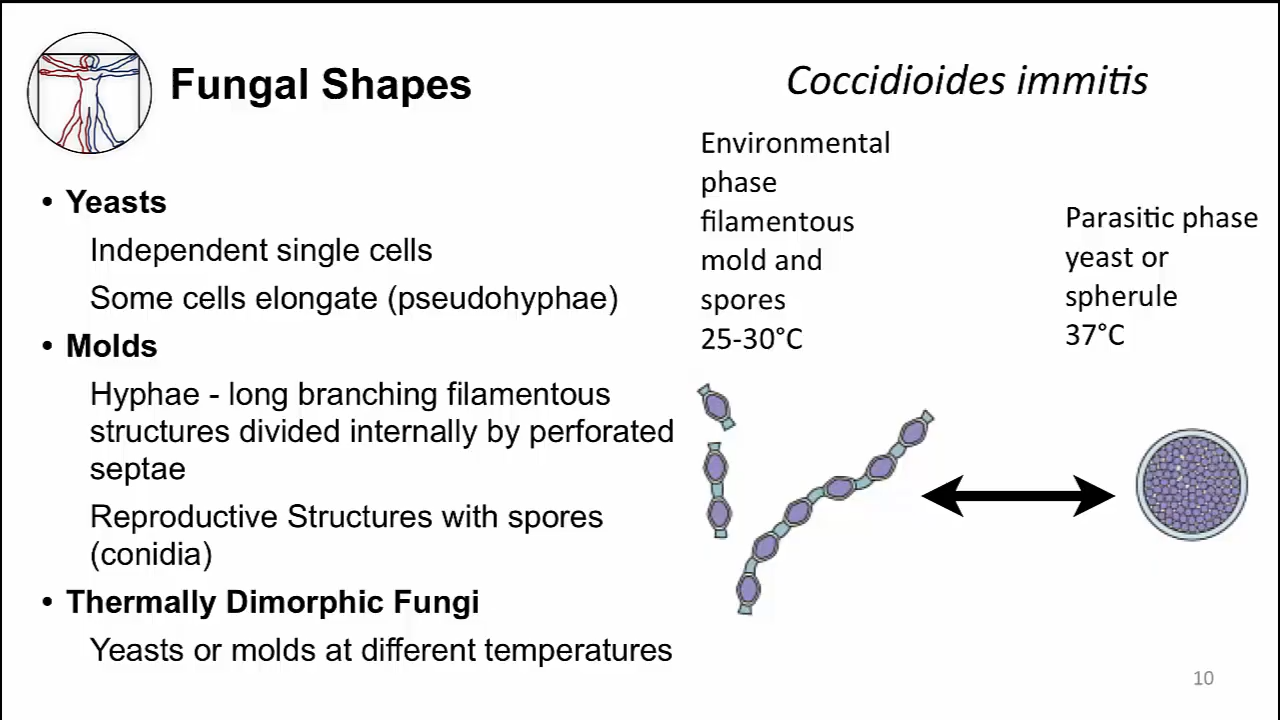 Fungal Shapes
• Yeasts
Independent single cells
Some cells elongate (pseudohyphae)
• Molds
Hyphae - long branching filamentous
structures divided internally by perforated
septae
Reproductive Structures with spores
(conidia)
• Thermally Dimorphic Fungi
Yeasts or molds at different temperatures
Coccidioides immitis
Environmental
phase
filamentous
mold and
spores
25-30°C
Parasitic phase
yeast or
spherule
37°C
10